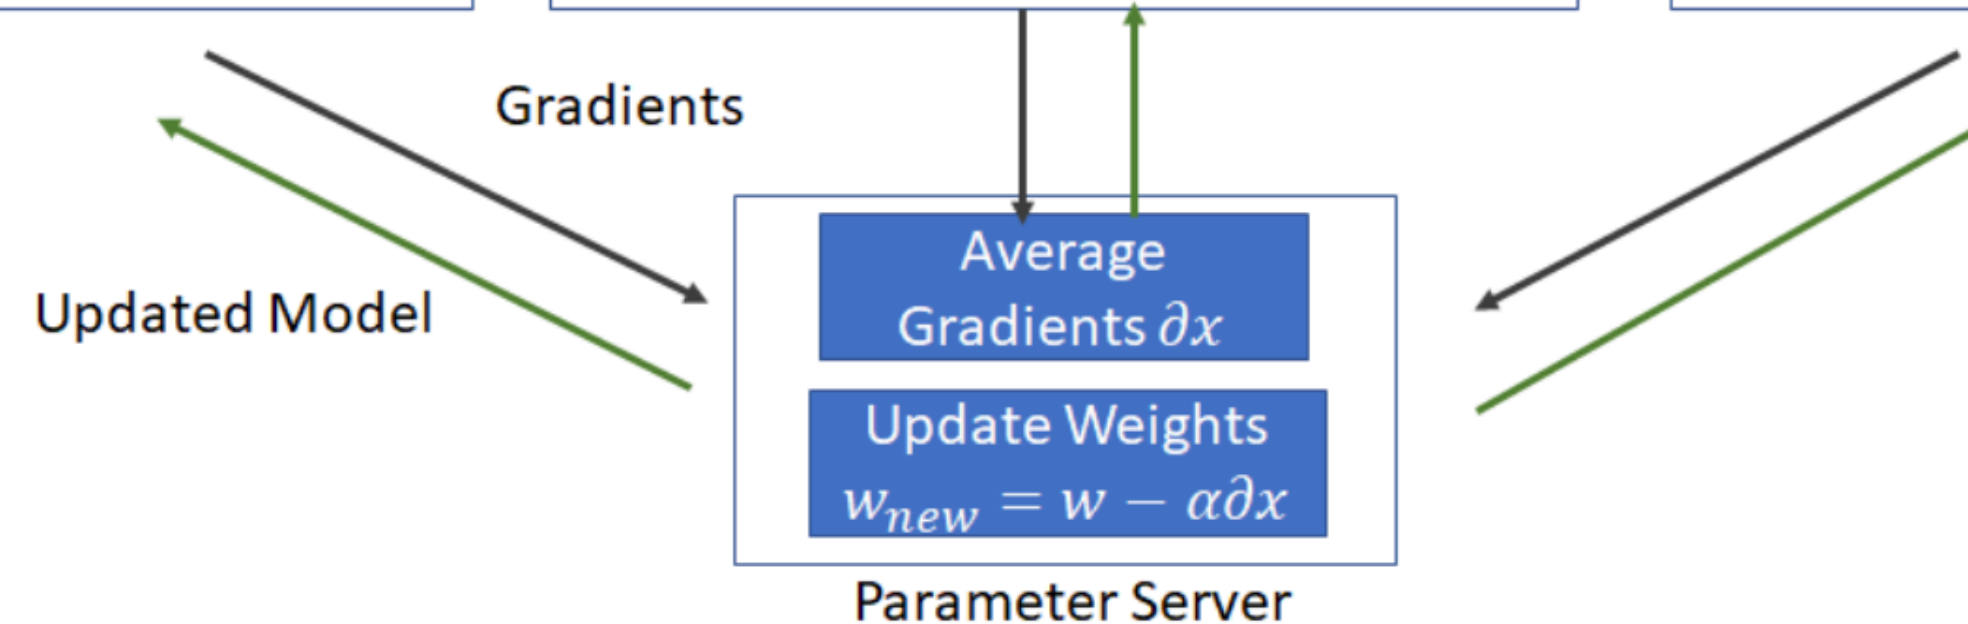 Gradients
Updated Model
Average
Gradients ∂x
Update Weights
w_new = w − α∂x
Parameter Server